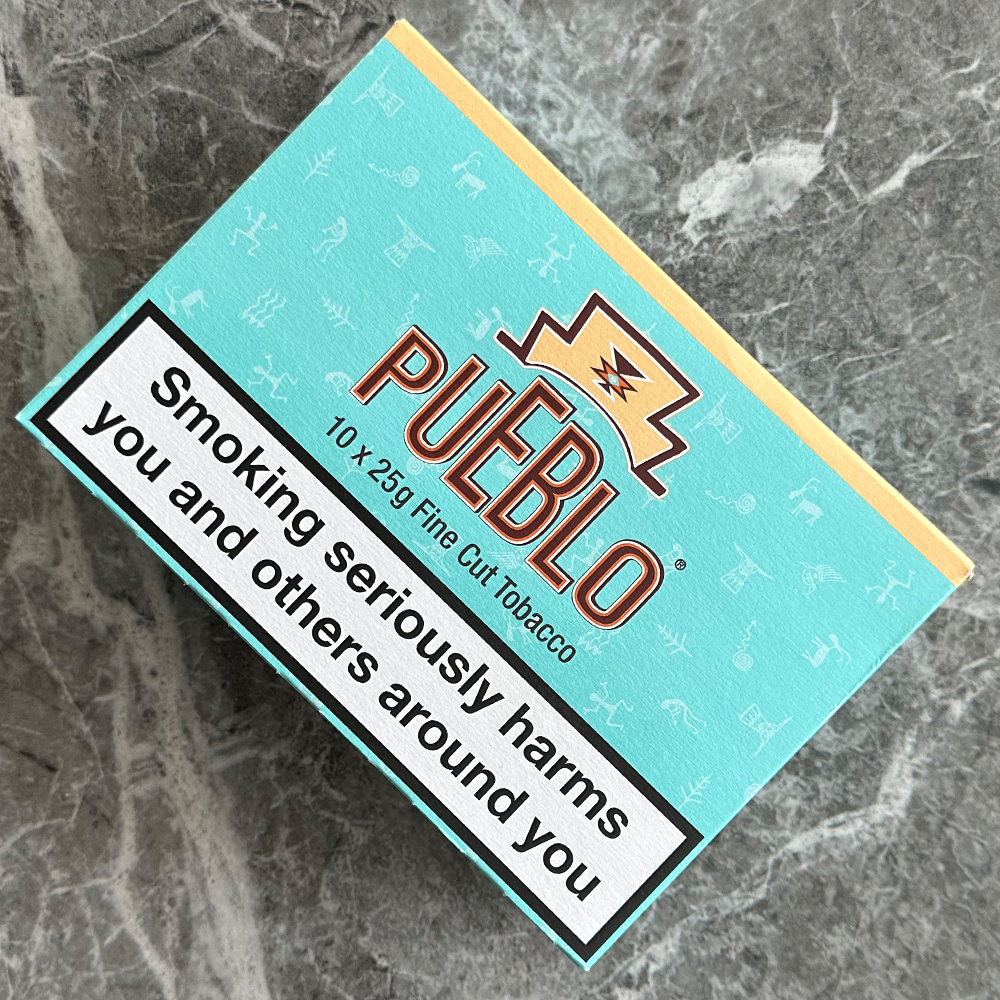 PUEBLO®
10 x 25g Fine Cut Tobacco
Smoking seriously harms
you and others around you